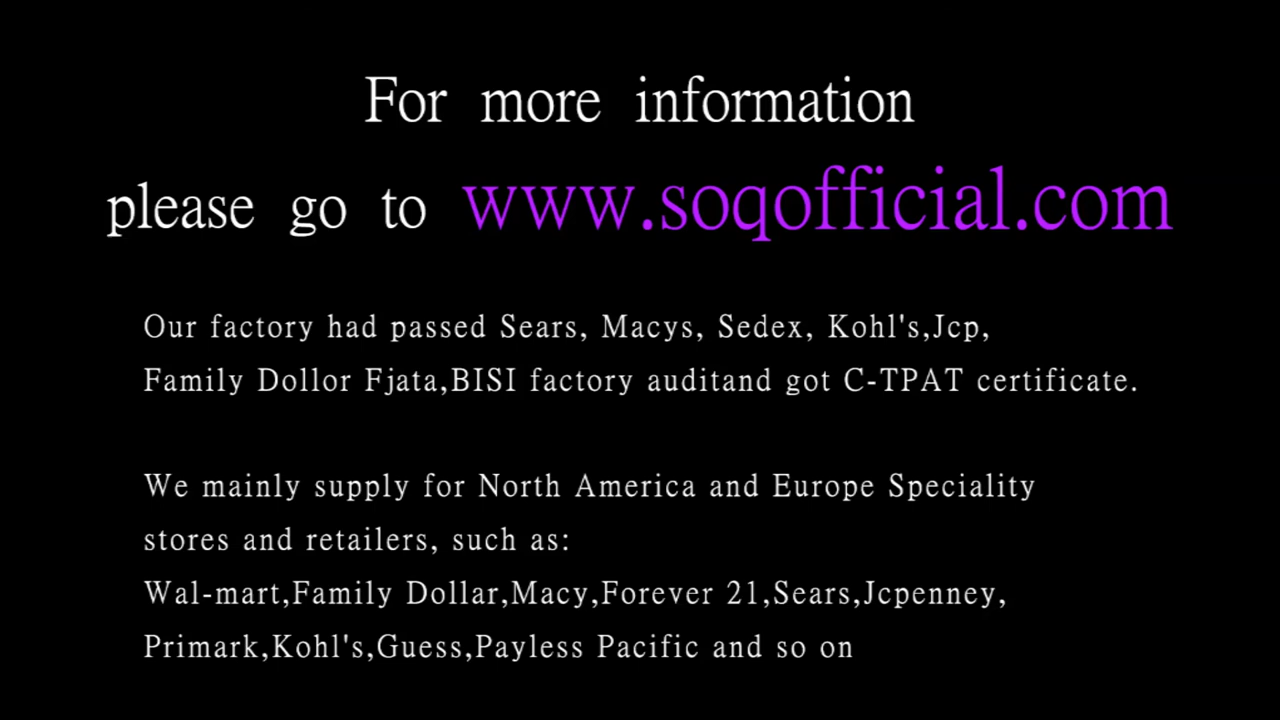 For more information
please go to www.soqofficial.com
Our factory had passed Sears, Macys, Sedex, Kohl's,Jcp,
Family Dollor Fjata,BISI factory auditand got C-TPAT certificate.
We mainly supply for North America and Europe Speciality
stores and retailers, such as:
Wal-mart,Family Dollar,Macy,Forever 21,Sears,Jcpenney,
Primark,Kohl's,Guess,Payless Pacific and so on